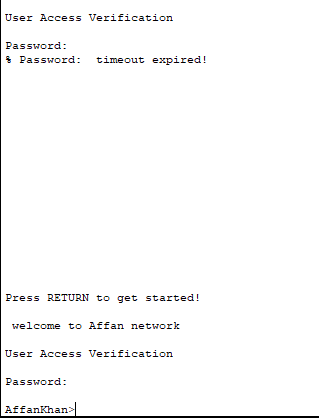 User Access Verification
Password:
% Password:  timeout expired!
Press RETURN to get started!
welcome to Affan network
User Access Verification
Password:
AffanKhan>